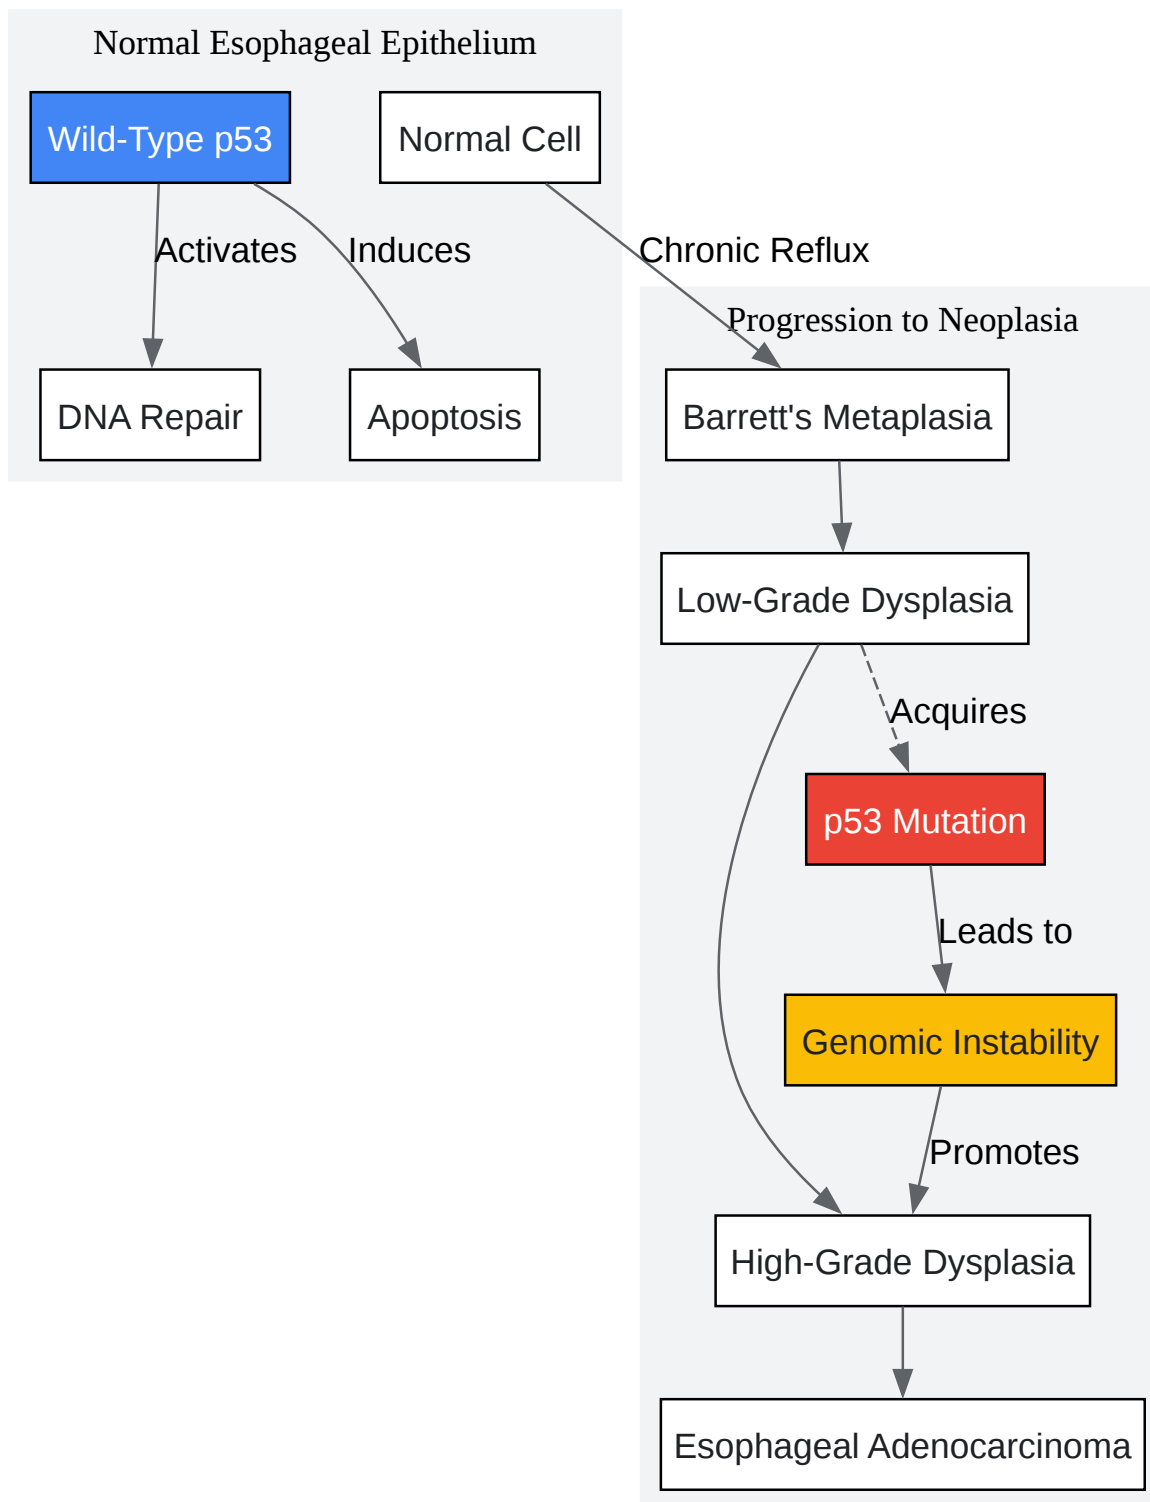 Normal Esophageal Epithelium
Wild-Type p53
Normal Cell
Activates
Induces
Chronic Reflux
Progression to Neoplasia
DNA Repair
Apoptosis
Barrett's Metaplasia
Low-Grade Dysplasia
Acquires
p53 Mutation
Leads to
Genomic Instability
Promotes
High-Grade Dysplasia
Esophageal Adenocarcinoma